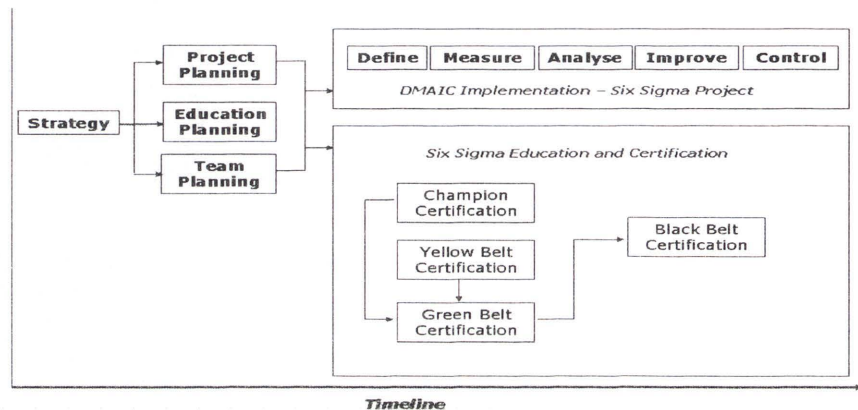 Strategy
Project
Planning
Education
Planning
Team
Planning
Define Measure Analyse Improve Control
DMAIC Implementation – Six Sigma Project
Six Sigma Education and Certification
Champion
Certification
Yellow Belt
Certification
Green Belt
Certification
Black Belt
Certification
Timeline